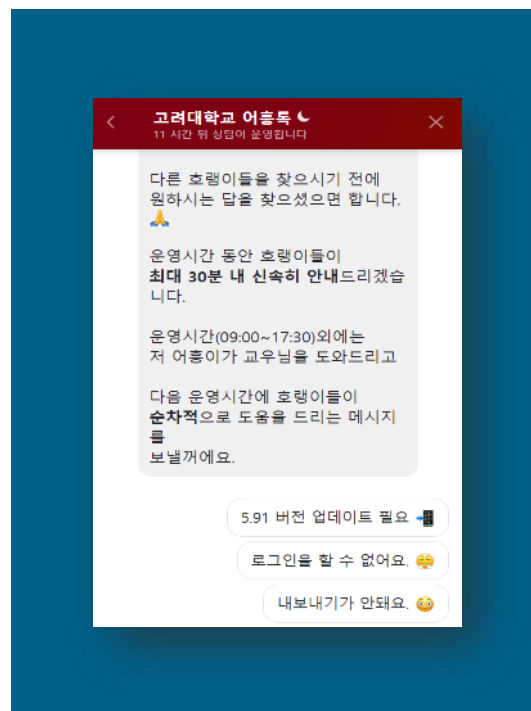 고려대학교 어흥톡
11 시간 뒤 상담이 운영됩니다
다른 호랭이들을 찾으시기 전에
원하시는 답을 찾으셨으면 합니다.
🙏
운영시간 동안 호랭이들이
최대 30분 내 신속히 안내드리겠습
니다.
운영시간(09:00~17:30)외에는
저 어흥이가 교우님을 도와드리고
다음 운영시간에 호랭이들이
순차적으로 도움을 드리는 메시지
를
보낼꺼에요.
5.91 버전 업데이트 필요 📲
로그인을 할 수 없어요. 😤
내보내기가 안돼요. 😳